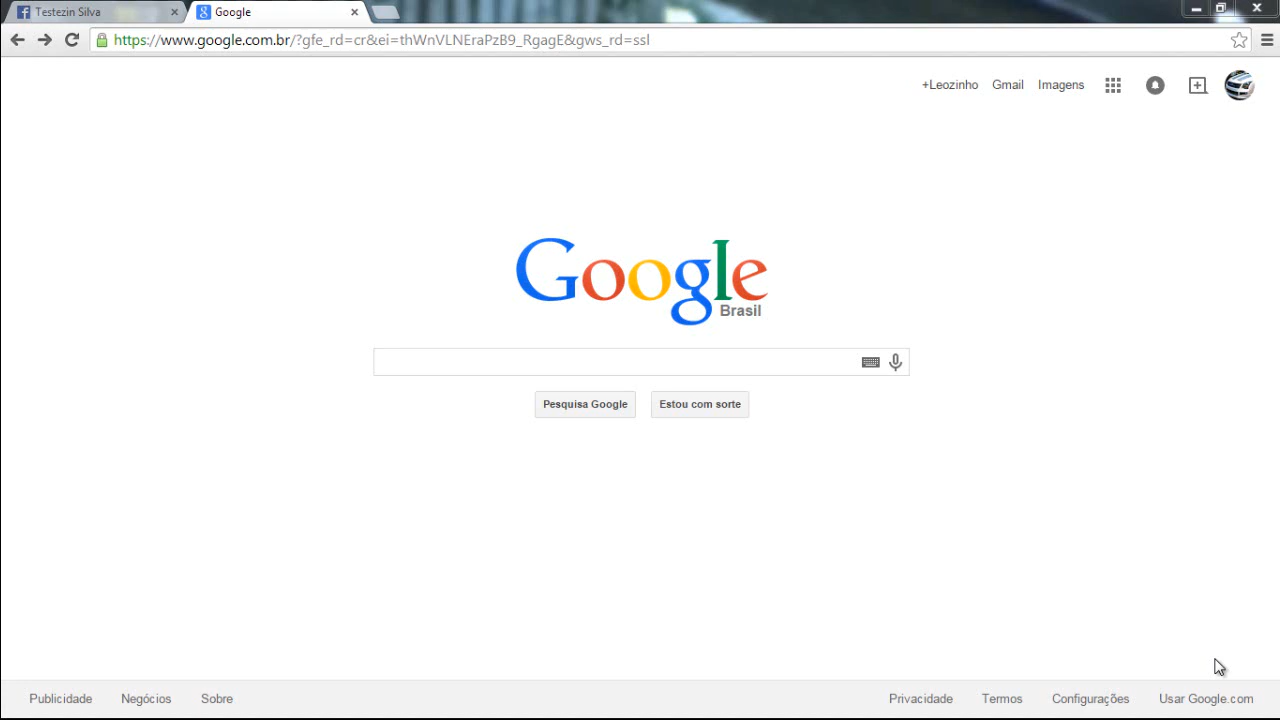 Testezin Silva
Google
https://www.google.com.br/?gfe_rd=cr&ei=thWnVLNEraPzB9_RgagF&gws_rd=ssl
+Leozinho Gmail Imagens
Google
Brasil
Pesquisa Google Estou com sorte
Publicidade Negócios Sobre Privacidade Termos Configurações Usar Google.com